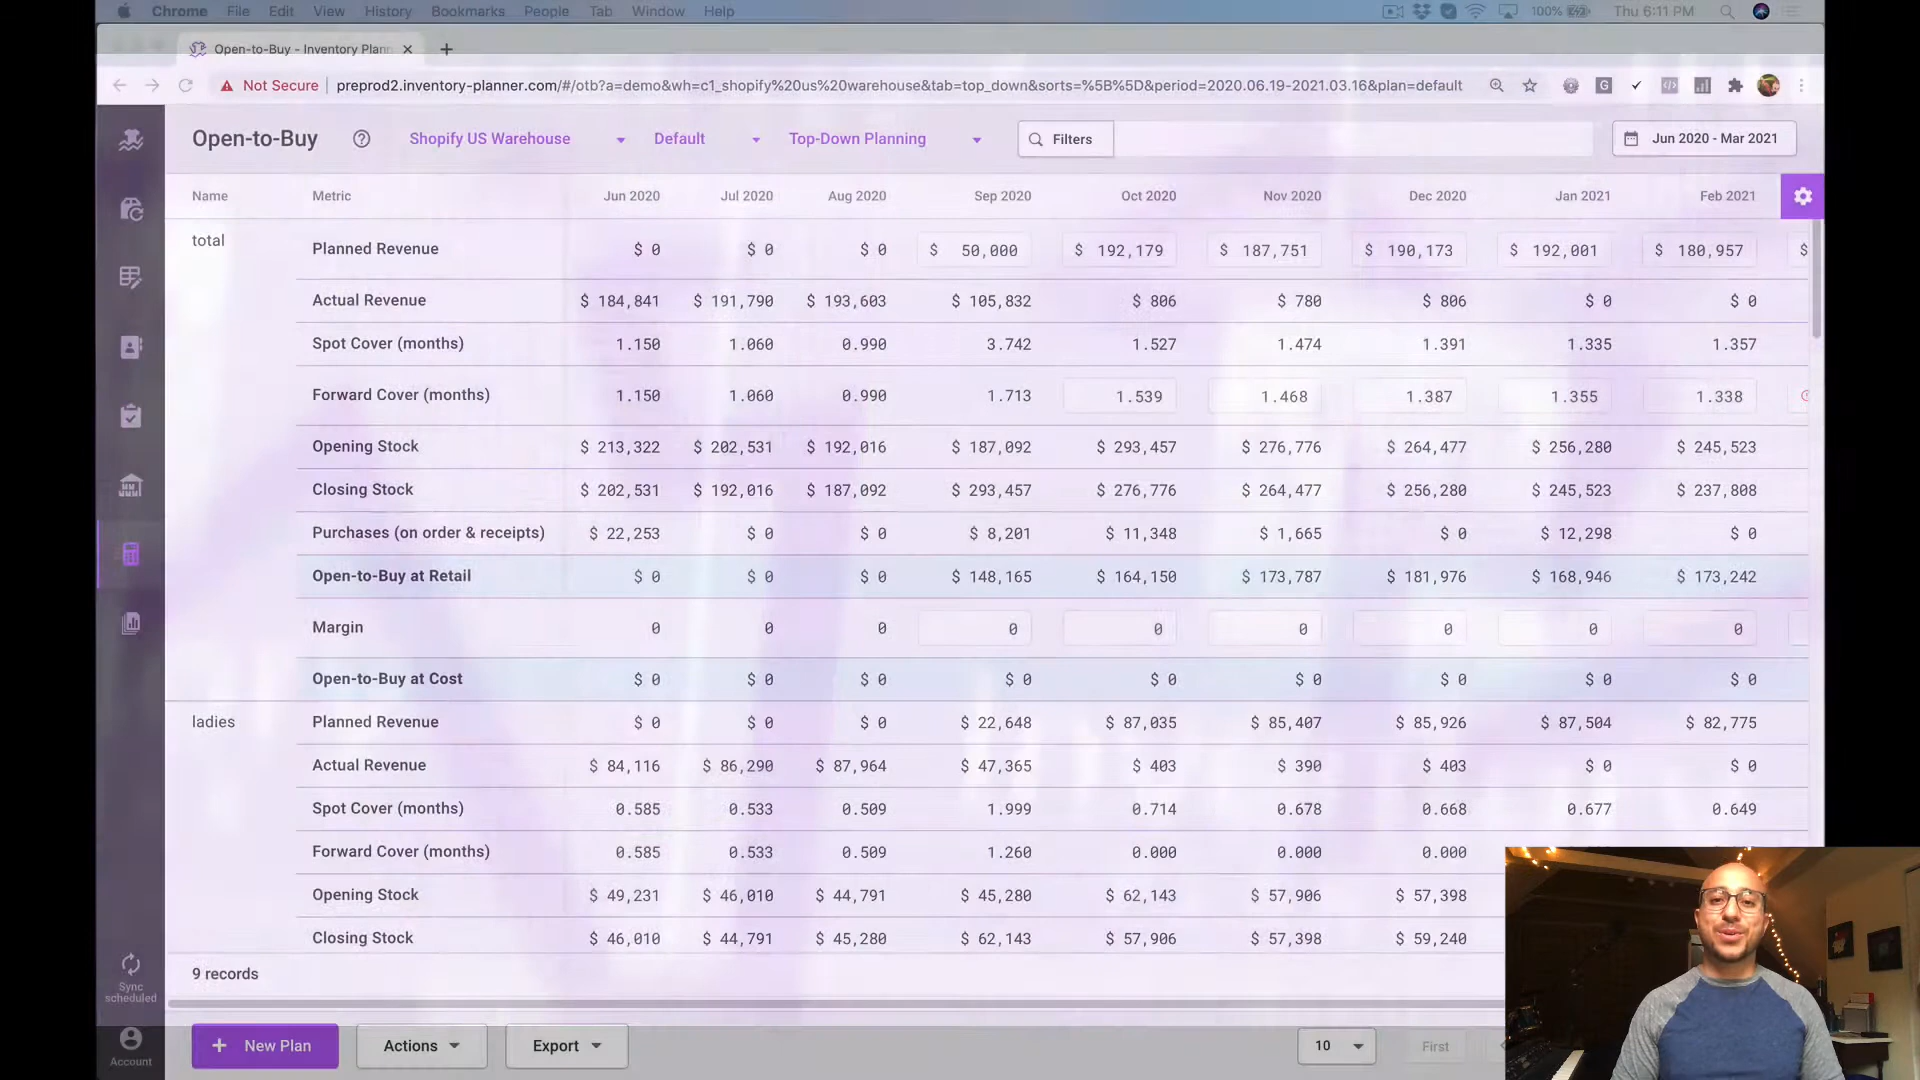 Chrome File Edit View History Bookmarks People Tab Window Help 100% Thu 6:11 PM
Open-to-Buy - Inventory Plann
Not Secure preprod2.inventory-planner.com/#/otb?a=demo&wh=c1_shopify%20us%20warehouse&tab=top_down&sorts=%5B%5D&period=2020.06.19-2021.03.16&plan=default
Open-to-Buy Shopify US Warehouse Default Top-Down Planning Filters Jun 2020 - Mar 2021
Name Metric Jun 2020 Jul 2020 Aug 2020 Sep 2020 Oct 2020 Nov 2020 Dec 2020 Jan 2021 Feb 2021
total Planned Revenue $ 0 $ 0 $ 0 $ 50,000 $ 192,179 $ 187,751 $ 190,173 $ 192,001 $ 180,957 $
Actual Revenue $ 184,841 $ 191,790 $ 193,603 $ 105,832 $ 806 $ 780 $ 806 $ 0 $ 0
Spot Cover (months) 1.150 1.060 0.990 3.742 1.527 1.474 1.391 1.335 1.357
Forward Cover (months) 1.150 1.060 0.990 1.713 1.539 1.468 1.387 1.355 1.338
Opening Stock $ 213,322 $ 202,531 $ 192,016 $ 187,092 $ 293,457 $ 276,776 $ 264,477 $ 256,280 $ 245,523
Closing Stock $ 202,531 $ 192,016 $ 187,092 $ 293,457 $ 276,776 $ 264,477 $ 256,280 $ 245,523 $ 237,808
Purchases (on order & receipts) $ 22,253 $ 0 $ 0 $ 8,201 $ 11,348 $ 1,665 $ 0 $ 12,298 $ 0
Open-to-Buy at Retail $ 0 $ 0 $ 0 $ 148,165 $ 164,150 $ 173,787 $ 181,976 $ 168,946 $ 173,242
Margin 0 0 0 0 0 0 0 0 0
Open-to-Buy at Cost $ 0 $ 0 $ 0 $ 0 $ 0 $ 0 $ 0 $ 0 $ 0
ladies Planned Revenue $ 0 $ 0 $ 0 $ 22,648 $ 87,035 $ 85,407 $ 85,926 $ 87,504 $ 82,775
Actual Revenue $ 84,116 $ 86,290 $ 87,964 $ 47,365 $ 403 $ 390 $ 403 $ 0 $ 0
Spot Cover (months) 0.585 0.533 0.509 1.999 0.714 0.678 0.668 0.677 0.649
Forward Cover (months) 0.585 0.533 0.509 1.260 0.000 0.000 0.000
Opening Stock $ 49,231 $ 46,010 $ 44,791 $ 45,280 $ 62,143 $ 57,906 $ 57,398
Closing Stock $ 46,010 $ 44,791 $ 45,280 $ 62,143 $ 57,906 $ 57,398 $ 59,240
9 records
Sync
scheduled
Account
+ New Plan Actions Export 10 First